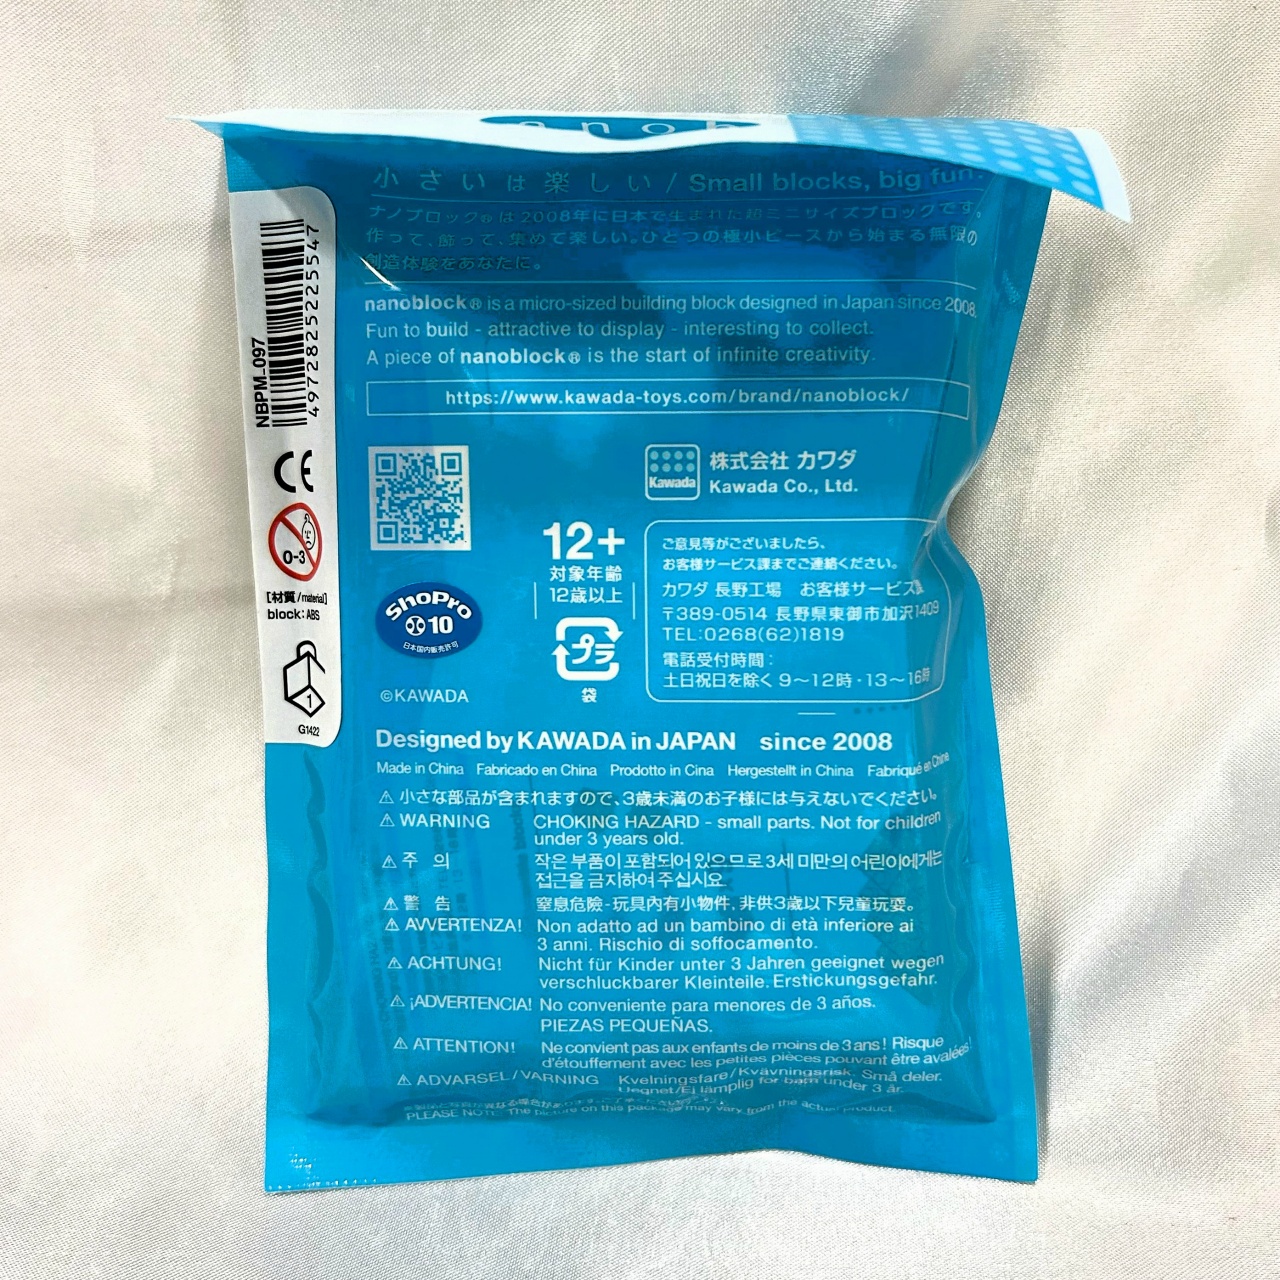 nanob
小さいは楽しい / Small blocks, big fun!
ナノブロック®は2008年に日本で生まれた超ミニサイズブロックです。
作って、飾って、集めて楽しい。ひとつの極小ピースから始まる無限の
創造体験をあなたに。
nanoblock® is a micro-sized building block designed in Japan since 2008.
Fun to build - attractive to display - interesting to collect.
A piece of nanoblock® is the start of infinite creativity.
https://www.kawada-toys.com/brand/nanoblock/
NBPM_097
4972825225547
CE
0-3
[材質/material]
block: ABS
1
G1422
Kawada
株式会社 カワダ
Kawada Co., Ltd.
12+
対象年齢
12歳以上
プラ
袋
ShoPro
10
日本国内販売許可
©KAWADA
ご意見等がございましたら、
お客様サービス課までご連絡ください。
カワダ 長野工場 お客様サービス課
〒389-0514 長野県東御市加沢1409
TEL:0268(62)1819
電話受付時間:
土日祝日を除く 9～12時・13～16時
Designed by KAWADA in JAPAN since 2008
Made in China Fabricado en China Prodotto in Cina Hergestellt in China Fabriqué en Chine
⚠ 小さな部品が含まれますので、3歳未満のお子様には与えないでください。
⚠ WARNING CHOKING HAZARD - small parts. Not for children
under 3 years old.
⚠ 주 의 작은 부품이 포함되어 있으므로 3세 미만의 어린이에게는
접근을 금지하여 주십시요.
⚠ 警 告 窒息危險-玩具內有小物件, 非供3歲以下兒童玩耍。
⚠ AVVERTENZA! Non adatto ad un bambino di età inferiore ai
3 anni. Rischio di soffocamento.
⚠ ACHTUNG! Nicht für Kinder unter 3 Jahren geeignet wegen
verschluckbarer Kleinteile. Erstickungsgefahr.
⚠ ¡ADVERTENCIA! No conveniente para menores de 3 años.
PIEZAS PEQUEÑAS.
⚠ ATTENTION! Ne convient pas aux enfants de moins de 3 ans! Risque
d'étouffement avec les petites pièces pouvant être avalées!
⚠ ADVARSEL/VARNING Kvelningsfare/Kvävningsrisk. Små deler.
Uegnet/Ej lämplig for barn under 3 år.
PLEASE NOTE: The picture on this package may vary from the actual product.